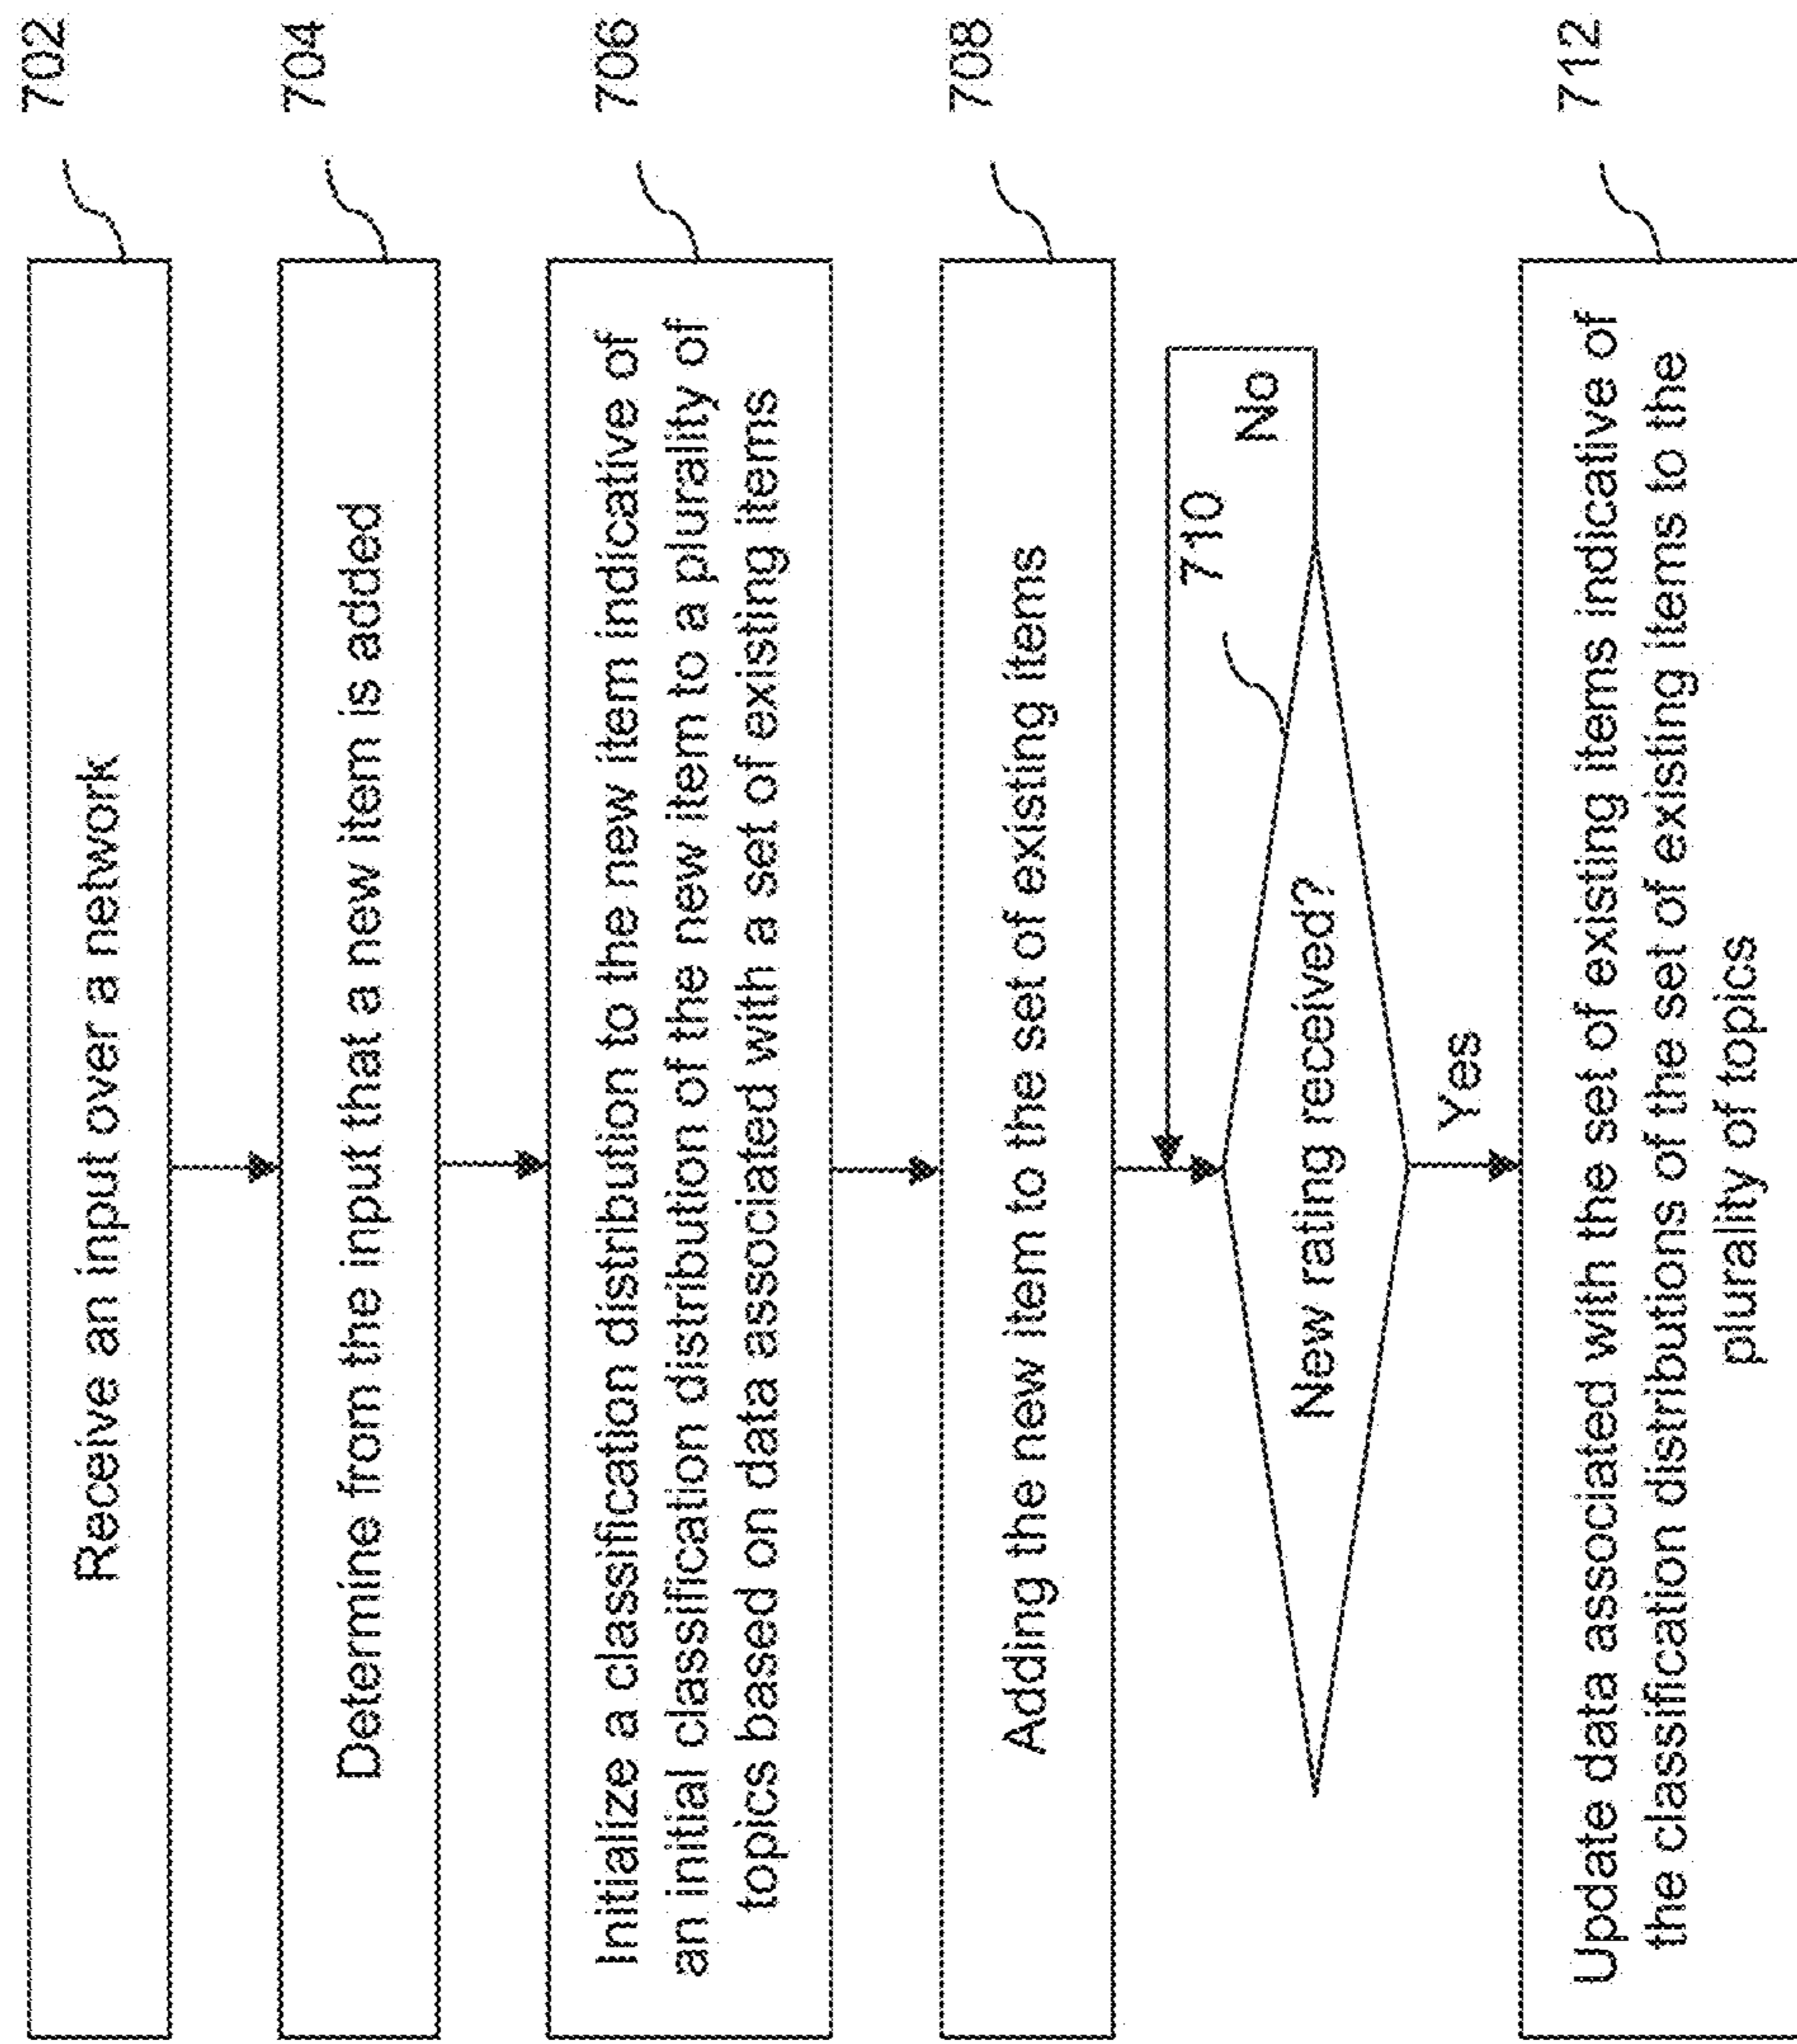 Receive an input over a network
702
Determine from the input that a new item is added
704
Initialize a classification distribution to the new item indicative of
an initial classification distribution of the new item to a plurality of
topics based on data associated with a set of existing items
706
Adding the new item to the set of existing items
708
New rating received?
710
No
Yes
Update data associated with the set of existing items indicative of
the classification distributions of the set of existing items to the
plurality of topics
712